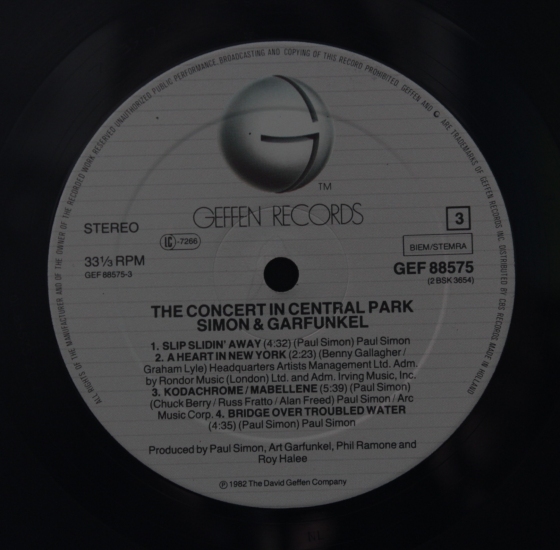 ALL RIGHTS OF THE MANUFACTURER AND OF THE OWNER OF THE RECORDED WORK RESERVED UNAUTHORIZED PUBLIC PERFORMANCE, BROADCASTING AND COPYING OF THIS RECORD PROHIBITED. GEFFEN AND G ARE TRADEMARKS OF GEFFEN RECORDS INC. DISTRIBUTED BY CBS RECORDS MADE IN HOLLAND
TM
GEFFEN RECORDS
STEREO
3
LC-7266
BIEM/STEMRA
33⅓ RPM
GEF 88575
GEF88575-3
(2 BSK 3654)
THE CONCERT IN CENTRAL PARK
SIMON & GARFUNKEL
1. SLIP SLIDIN' AWAY (4:32) (Paul Simon) Paul Simon
2. A HEART IN NEW YORK (2:23) (Benny Gallagher /
Graham Lyle) Headquarters Artists Management Ltd. Adm.
by Rondor Music (London) Ltd. and Adm. Irving Music, Inc.
3. KODACHROME / MABELLENE (5:39) (Paul Simon)
(Chuck Berry / Russ Fratto / Alan Freed) Paul Simon / Arc
Music Corp. 4. BRIDGE OVER TROUBLED WATER
(4:35) (Paul Simon) Paul Simon
Produced by Paul Simon, Art Garfunkel, Phil Ramone and
Roy Halee
℗ 1982 The David Geffen Company